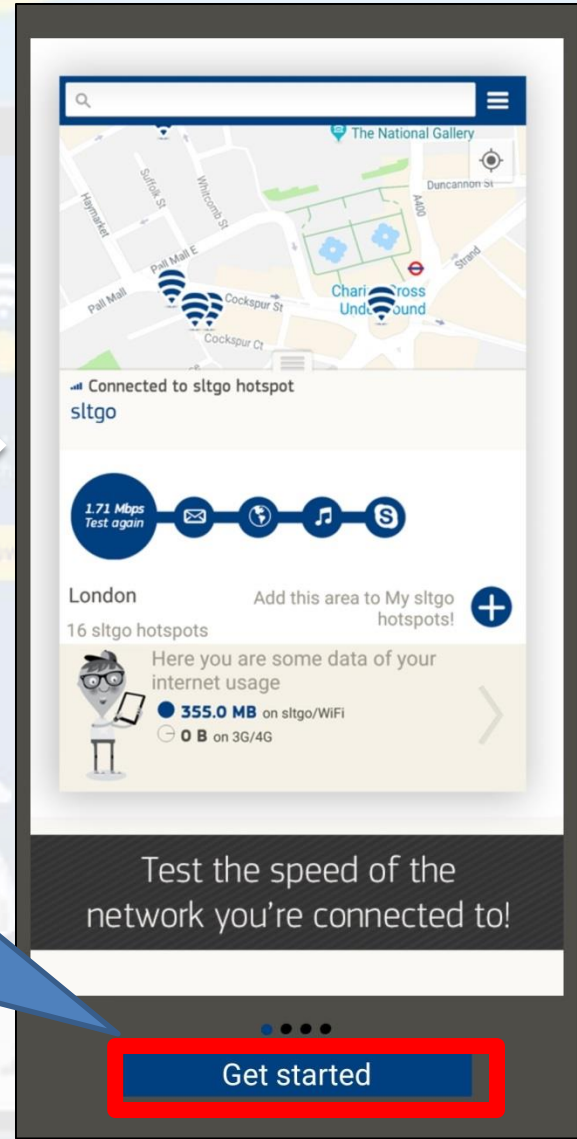 The National Gallery
Duncannon St
Suffolk St
Whitcomb St
Haymarket
A400
Strand
Pall Mall E
Pall Mall
Cockspur St
Cockspur Ct
Connected to sltgo hotspot
sltgo
1.71 Mbps
Test again
London
Add this area to My sltgo
hotspots!
16 sltgo hotspots
Here you are some data of your
internet usage
355.0 MB on sltgo/WiFi
0 B on 3G/4G
Test the speed of the
network you're connected to!
Get started